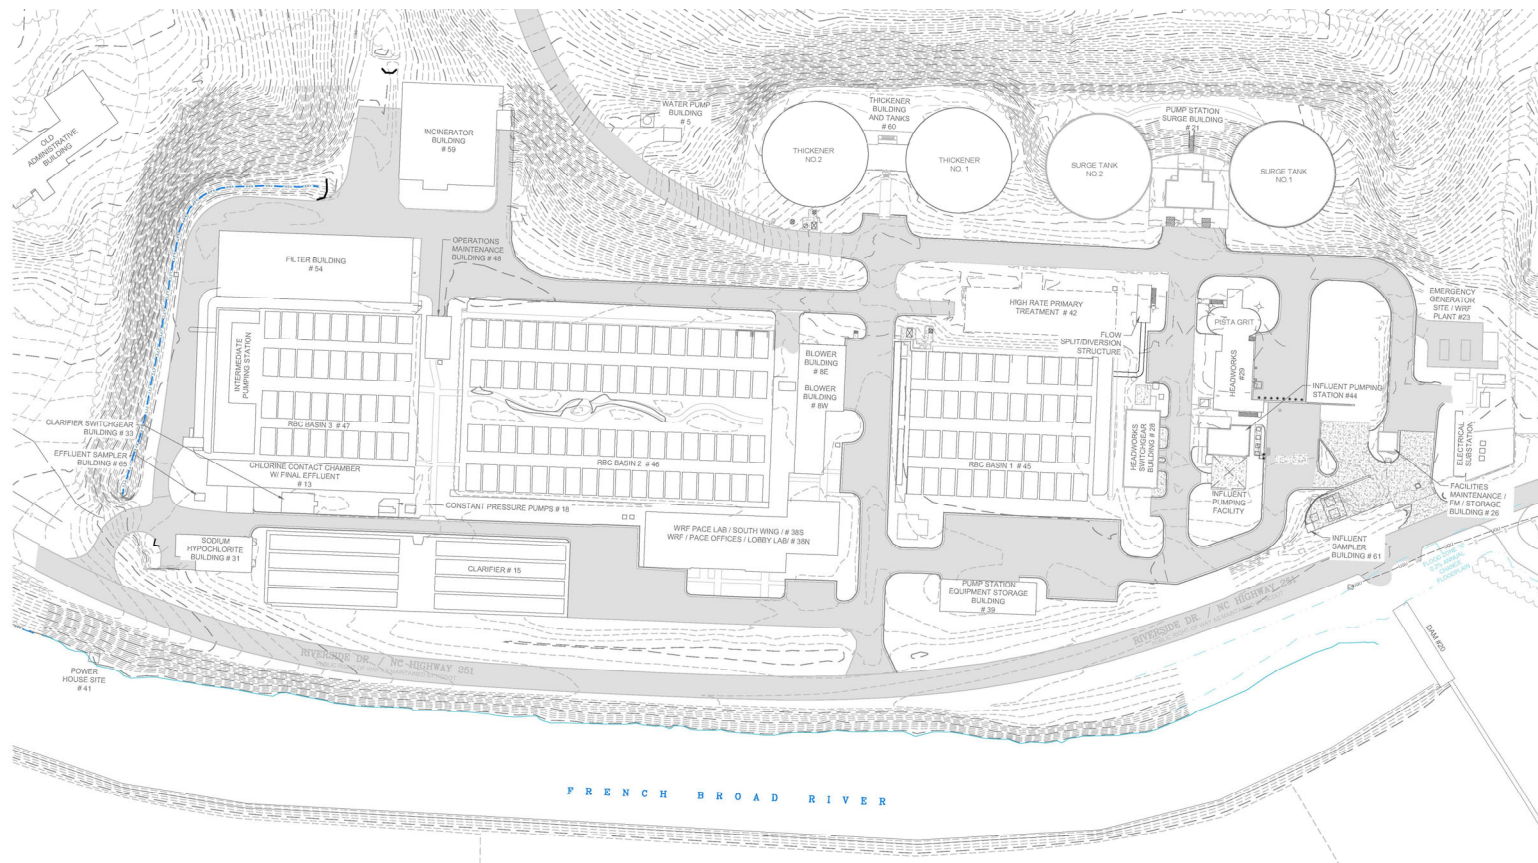 OLD
ADMINISTRATIVE
BUILDING
INCINERATOR
BUILDING
# 59
WATER PUMP
BUILDING
# 5
THICKENER
BUILDING
AND TANKS
# 60
THICKENER
NO.2
THICKENER
NO. 1
PUMP STATION
SURGE BUILDING
# 21
SURGE TANK
NO.2
SURGE TANK
NO.1
OPERATIONS
MAINTENANCE
BUILDING # 48
FILTER BUILDING
# 54
INTERMEDIATE
PUMPING STATION
RBC BASIN 3 # 47
CLARIFIER SWITCHGEAR
BUILDING # 33
EFFLUENT SAMPLER
BUILDING # 65
CHLORINE CONTACT CHAMBER
W/ FINAL EFFLUENT
# 13
RBC BASIN 2 # 46
CONSTANT PRESSURE PUMPS # 18
BLOWER
BUILDING
# 8E
BLOWER
BUILDING
# 8W
HIGH RATE PRIMARY
TREATMENT # 42
FLOW
SPLIT/DIVERSION
STRUCTURE
RBC BASIN 1 # 45
HEADWORKS
SWITCHGEAR
BUILDING # 28
PISTA GRIT
HEADWORKS
#29
INFLUENT PUMPING
STATION #44
INFLUENT
PUMPING
FACILITY
EMERGENCY
GENERATOR
SITE / WRF
PLANT #23
ELECTRICAL
SUBSTATION
FACILITIES
MAINTENANCE /
FM / STORAGE
BUILDING # 26
INFLUENT
SAMPLER
BUILDING # 61
SODIUM
HYPOCHLORITE
BUILDING # 31
CLARIFIER # 15
WRF PACE LAB / SOUTH WING / # 38S
WRF / PACE OFFICES / LOBBY LAB/ # 38N
PUMP STATION
EQUIPMENT STORAGE
BUILDING
# 39
RIVERSIDE DR. / NC HIGHWAY 251
RIVERSIDE DR. / NC HIGHWAY 251
POWER
HOUSE SITE
# 41
DAM #20
FRENCH BROAD RIVER